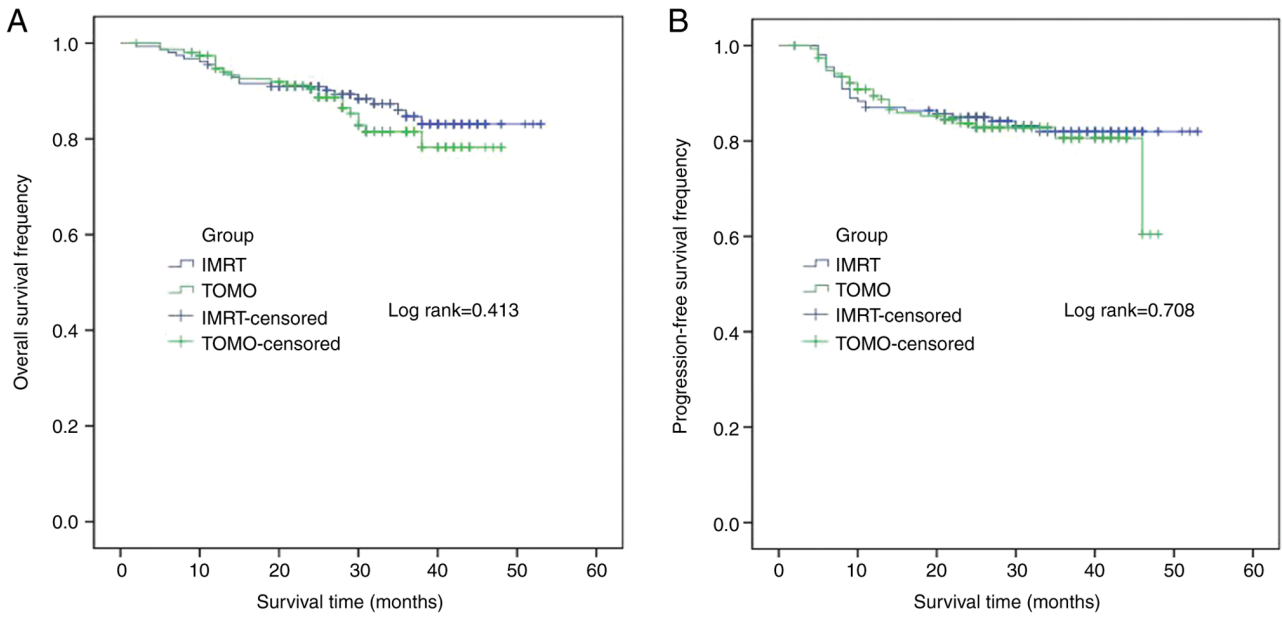 A
Overall survival frequency
1.0
0.8
0.6
0.4
0.2
0.0
Group
IMRT
TOMO
IMRT-censored
TOMO-censored
Log rank=0.413
0 10 20 30 40 50 60
Survival time (months)
B
Progression-free survival frequency
1.0
0.8
0.6
0.4
0.2
0.0
Group
IMRT
TOMO
IMRT-censored
TOMO-censored
Log rank=0.708
0 10 20 30 40 50 60
Survival time (months)